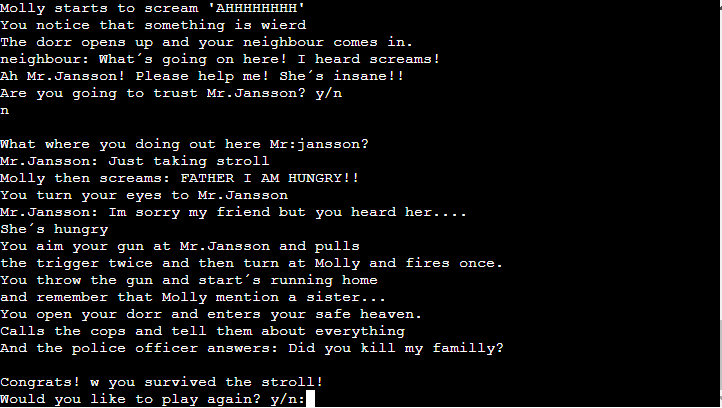 Molly starts to scream 'AHHHHHHHH'
You notice that something is wierd
The dorr opens up and your neighbour comes in.
neighbour: What´s going on here! I heard screams!
Ah Mr.Jansson! Please help me! She´s insane!!
Are you going to trust Mr.Jansson? y/n
n
What where you doing out here Mr:jansson?
Mr.Jansson: Just taking stroll
Molly then screams: FATHER I AM HUNGRY!!
You turn your eyes to Mr.Jansson
Mr.Jansson: Im sorry my friend but you heard her....
She´s hungry
You aim your gun at Mr.Jansson and pulls
the trigger twice and then turn at Molly and fires once.
You throw the gun and start´s running home
and remember that Molly mention a sister...
You open your dorr and enters your safe heaven.
Calls the cops and tell them about everything
And the police officer answers: Did you kill my familly?
Congrats! w you survived the stroll!
Would you like to play again? y/n: